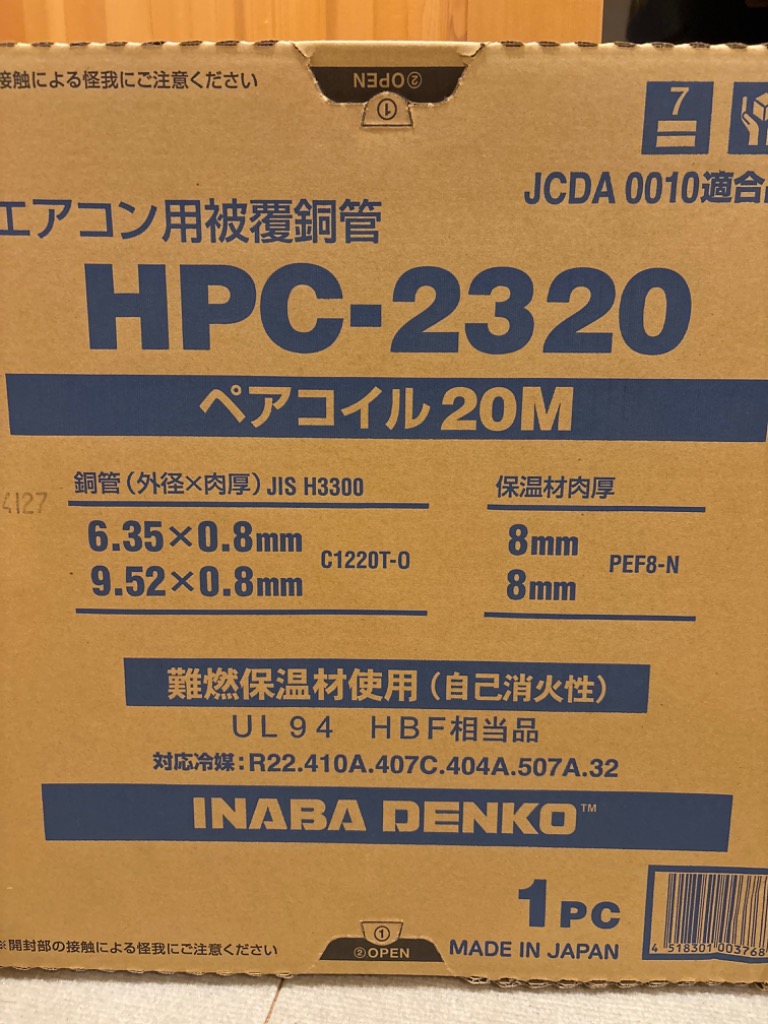 接触による怪我にご注意ください
②OPEN
①
7
JCDA 0010適合
エアコン用被覆銅管
HPC-2320
ペアコイル 20M
銅管(外径×肉厚) JIS H3300
保温材肉厚
4127
6.35×0.8mm
9.52×0.8mm
C1220T-O
8mm
8mm
PEF8-N
難燃保温材使用(自己消火性)
UL94 HBF相当品
対応冷媒:R22.410A.407C.404A.507A.32
INABA DENKO™
1PC
MADE IN JAPAN
4 518301 003768
※開封部の接触による怪我にご注意ください
①
②OPEN